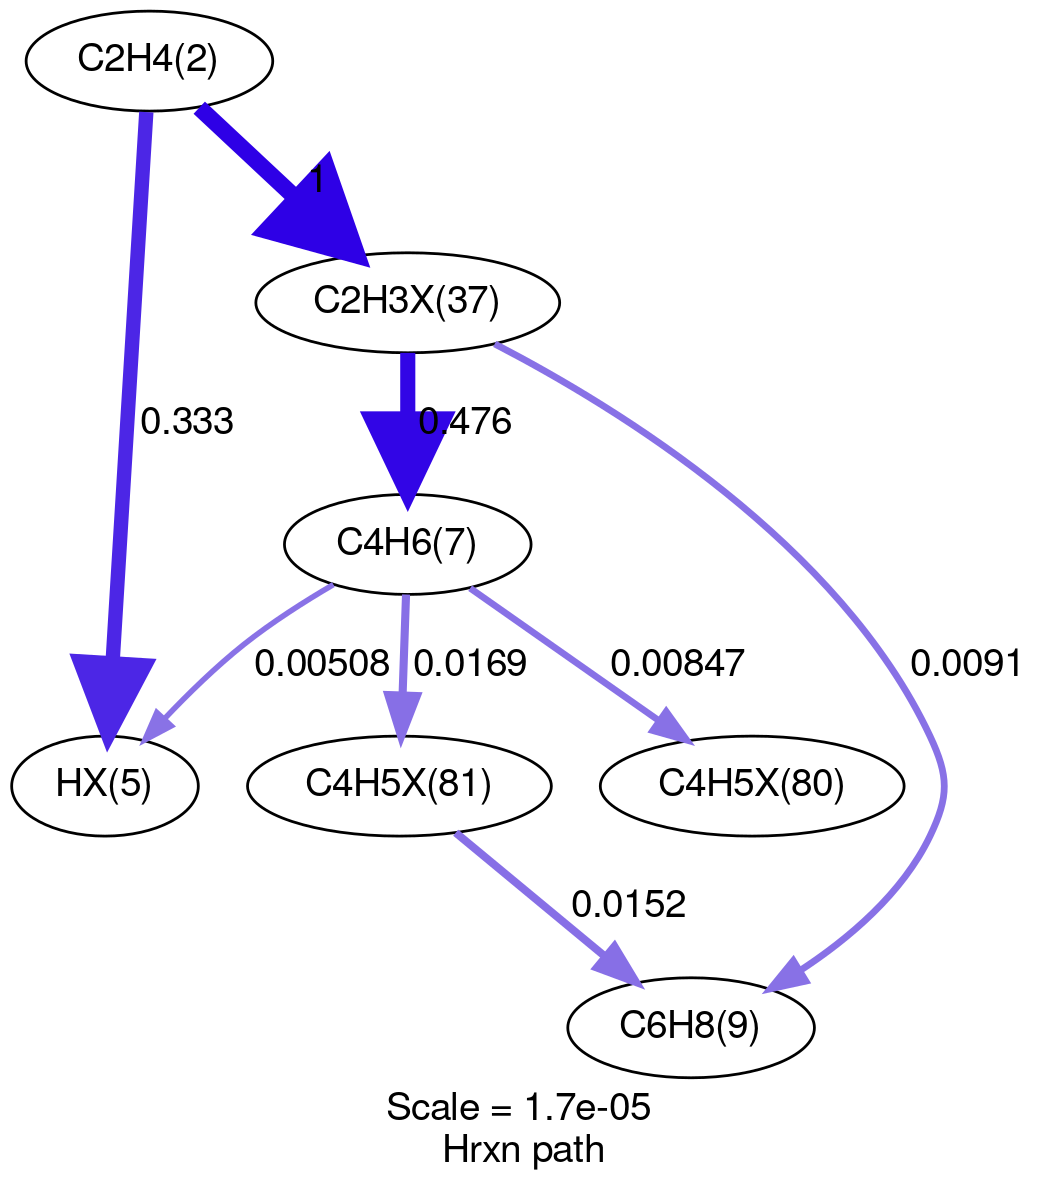 C2H4(2)
1
C2H3X(37)
0.333
0.476
C4H6(7)
0.00508
0.0169
0.00847
0.0091
HX(5)
C4H5X(81)
C4H5X(80)
0.0152
C6H8(9)
Scale = 1.7e-05
Hrxn path